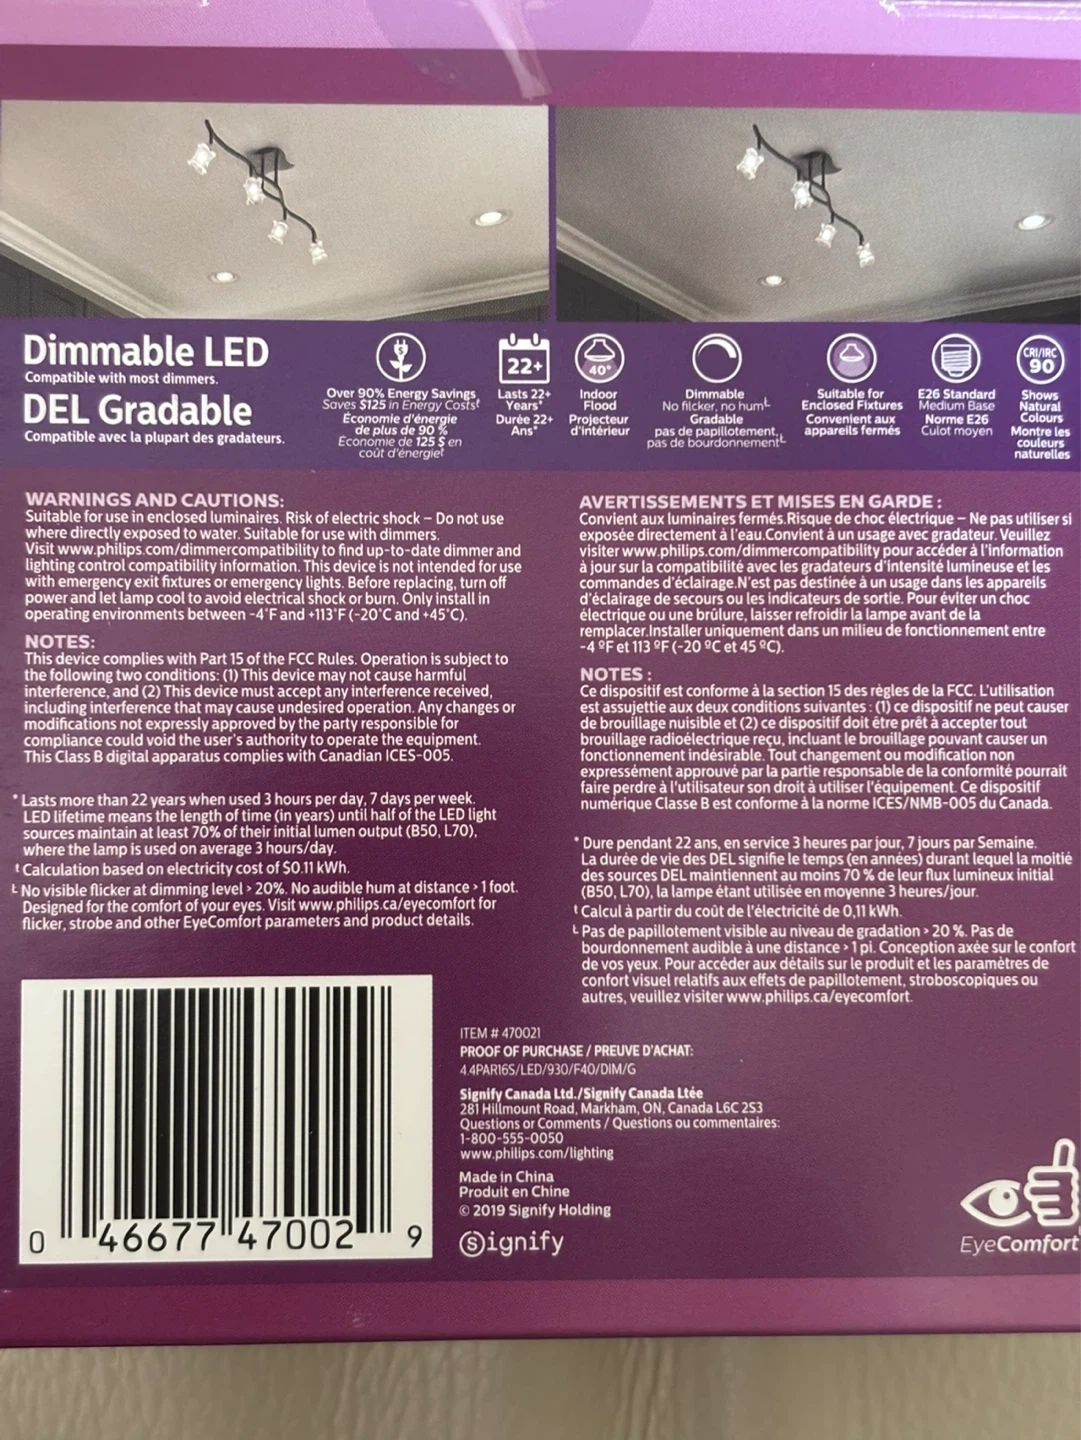 Dimmable LED
Compatible with most dimmers.
DEL Gradable
Compatible avec la plupart des gradateurs.
Over 90% Energy Savings
Saves $125 in Energy Costs†
Économie d'énergie
de plus de 90 %
Économie de 125 $ en
coût d'énergie†
22+
Lasts 22+
Years*
Durée 22+
Ans*
40°
Indoor
Flood
Projecteur
d'intérieur
Dimmable
No flicker, no humŁ
Gradable
pas de papillotement,
pas de bourdonnementŁ
Suitable for
Enclosed Fixtures
Convenient aux
appareils fermés
E26 Standard
Medium Base
Norme E26
Culot moyen
CRI/IRC
90
Shows
Natural
Colours
Montre les
couleurs
naturelles
WARNINGS AND CAUTIONS:
Suitable for use in enclosed luminaires. Risk of electric shock – Do not use
where directly exposed to water. Suitable for use with dimmers.
Visit www.philips.com/dimmercompatibility to find up-to-date dimmer and
lighting control compatibility information. This device is not intended for use
with emergency exit fixtures or emergency lights. Before replacing, turn off
power and let lamp cool to avoid electrical shock or burn. Only install in
operating environments between -4°F and +113°F (-20°C and +45°C).
NOTES:
This device complies with Part 15 of the FCC Rules. Operation is subject to
the following two conditions: (1) This device may not cause harmful
interference, and (2) This device must accept any interference received,
including interference that may cause undesired operation. Any changes or
modifications not expressly approved by the party responsible for
compliance could void the user's authority to operate the equipment.
This Class B digital apparatus complies with Canadian ICES-005.
* Lasts more than 22 years when used 3 hours per day, 7 days per week.
LED lifetime means the length of time (in years) until half of the LED light
sources maintain at least 70% of their initial lumen output (B50, L70),
where the lamp is used on average 3 hours/day.
† Calculation based on electricity cost of $0.11 kWh.
Ł No visible flicker at dimming level > 20%. No audible hum at distance > 1 foot.
Designed for the comfort of your eyes. Visit www.philips.ca/eyecomfort for
flicker, strobe and other EyeComfort parameters and product details.
AVERTISSEMENTS ET MISES EN GARDE :
Convient aux luminaires fermés.Risque de choc électrique – Ne pas utiliser si
exposée directement à l'eau.Convient à un usage avec gradateur. Veuillez
visiter www.philips.com/dimmercompatibility pour accéder à l'information
à jour sur la compatibilité avec les gradateurs d'intensité lumineuse et les
commandes d'éclairage.N'est pas destinée à un usage dans les appareils
d'éclairage de secours ou les indicateurs de sortie. Pour éviter un choc
électrique ou une brûlure, laisser refroidir la lampe avant de la
remplacer.Installer uniquement dans un milieu de fonctionnement entre
-4 ºF et 113 ºF (-20 ºC et 45 ºC).
NOTES :
Ce dispositif est conforme à la section 15 des règles de la FCC. L'utilisation
est assujettie aux deux conditions suivantes : (1) ce dispositif ne peut causer
de brouillage nuisible et (2) ce dispositif doit être prêt à accepter tout
brouillage radioélectrique reçu, incluant le brouillage pouvant causer un
fonctionnement indésirable. Tout changement ou modification non
expressément approuvé par la partie responsable de la conformité pourrait
faire perdre à l'utilisateur son droit à utiliser l'équipement. Ce dispositif
numérique Classe B est conforme à la norme ICES/NMB-005 du Canada.
* Dure pendant 22 ans, en service 3 heures par jour, 7 jours par Semaine.
La durée de vie des DEL signifie le temps (en années) durant lequel la moitié
des sources DEL maintiennent au moins 70 % de leur flux lumineux initial
(B50, L70), la lampe étant utilisée en moyenne 3 heures/jour.
† Calcul à partir du coût de l'électricité de 0,11 kWh.
Ł Pas de papillotement visible au niveau de gradation > 20 %. Pas de
bourdonnement audible à une distance > 1 pi. Conception axée sur le confort
de vos yeux. Pour accéder aux détails sur le produit et les paramètres de
confort visuel relatifs aux effets de papillotement, stroboscopiques ou
autres, veuillez visiter www.philips.ca/eyecomfort.
0 46677 47002 9
ITEM # 470021
PROOF OF PURCHASE / PREUVE D'ACHAT:
4.4PAR16S/LED/930/F40/DIM/G
Signify Canada Ltd./Signify Canada Ltée
281 Hillmount Road, Markham, ON, Canada L6C 2S3
Questions or Comments / Questions ou commentaires:
1-800-555-0050
www.philips.com/lighting
Made in China
Produit en Chine
© 2019 Signify Holding
Signify
EyeComfort